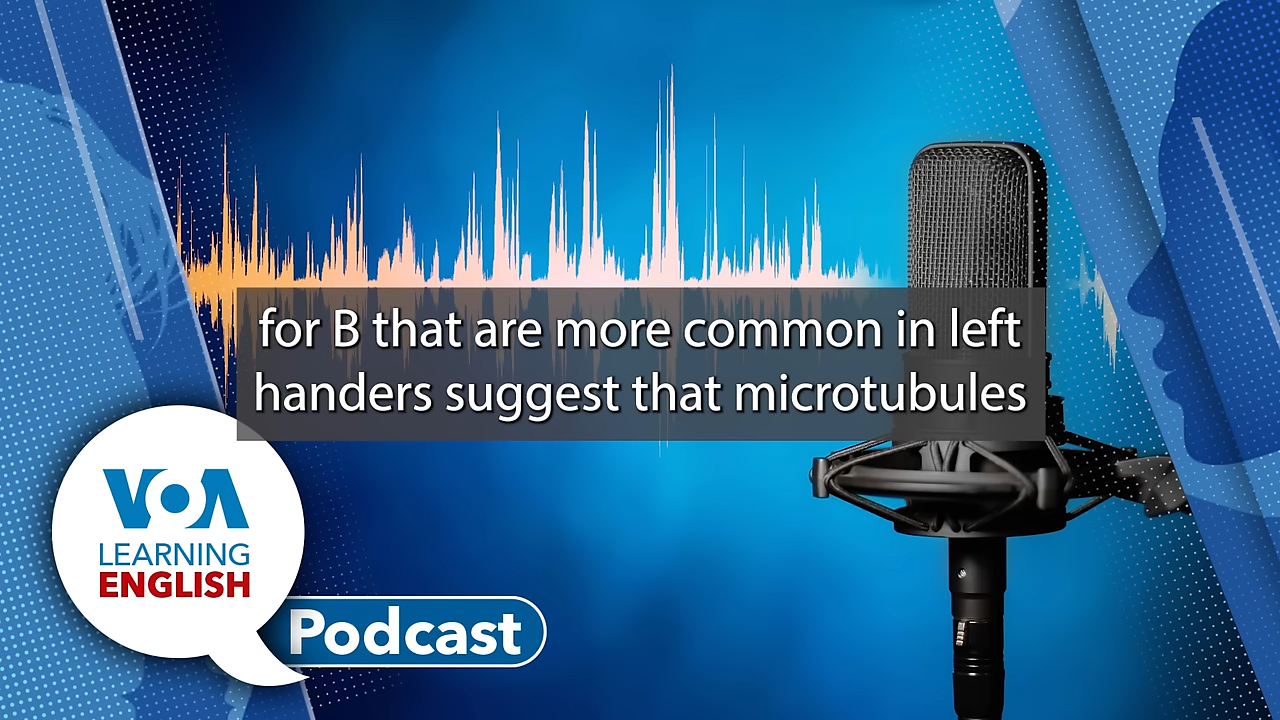 for B that are more common in left
handers suggest that microtubules
VOA
LEARNING
ENGLISH
Podcast